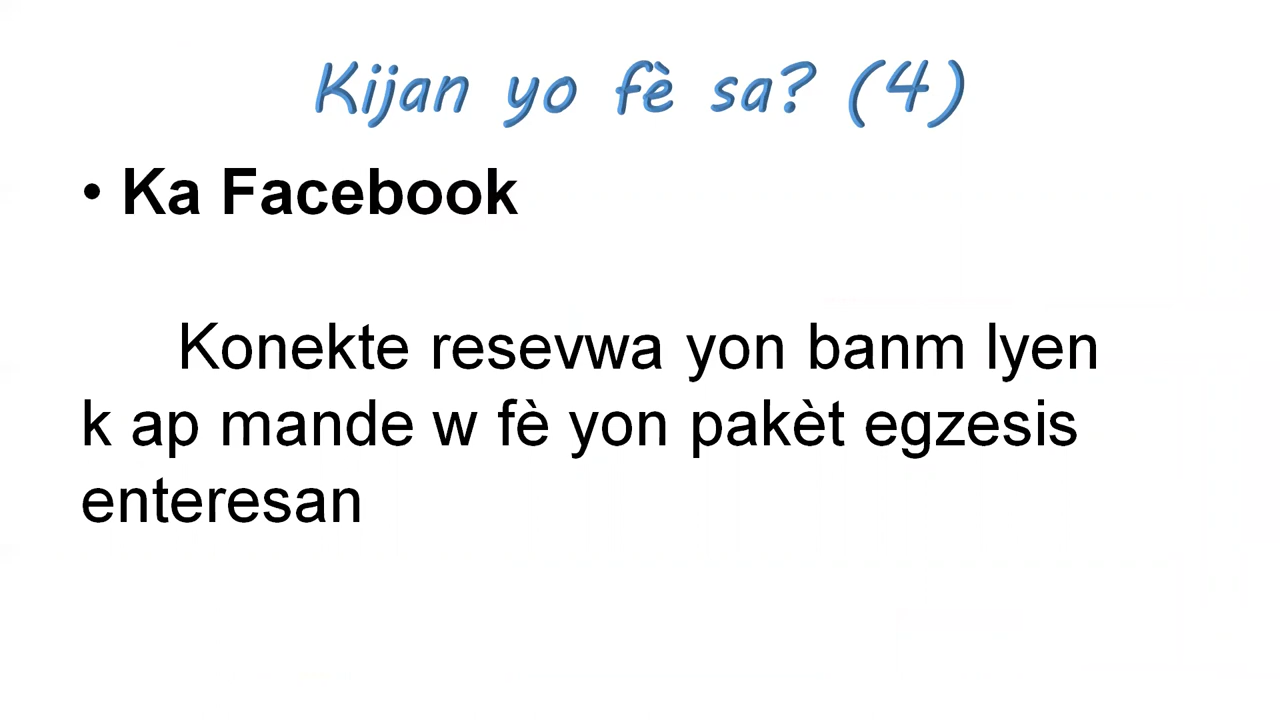 Kijan yo fè sa? (4)
• Ka Facebook
Konekte resevwa yon banm lyen
k ap mande w fè yon pakèt egzesis
enteresan